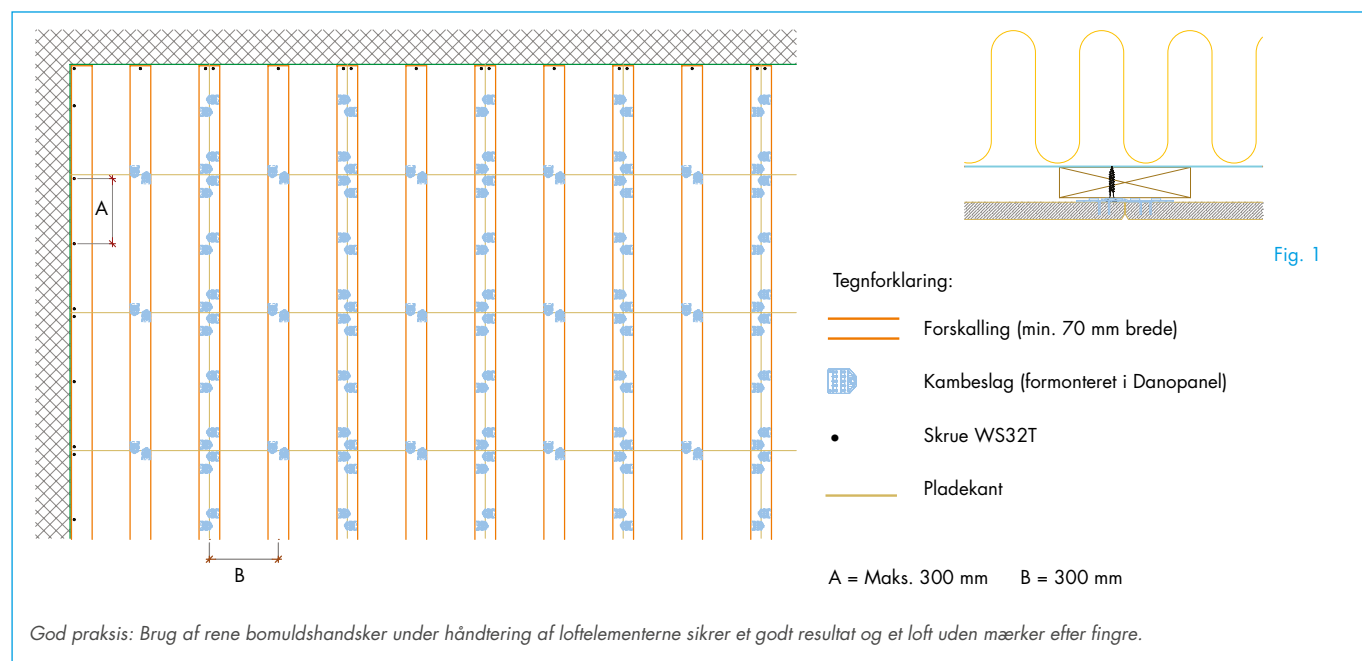 A
B
Fig. 1
Tegnforklaring:
Forskalling (min. 70 mm brede)
Kambeslag (formonteret i Danopanel)
Skrue WS32T
Pladekant
A = Maks. 300 mm B = 300 mm
God praksis: Brug af rene bomuldshandsker under håndtering af loftelementerne sikrer et godt resultat og et loft uden mærker efter fingre.